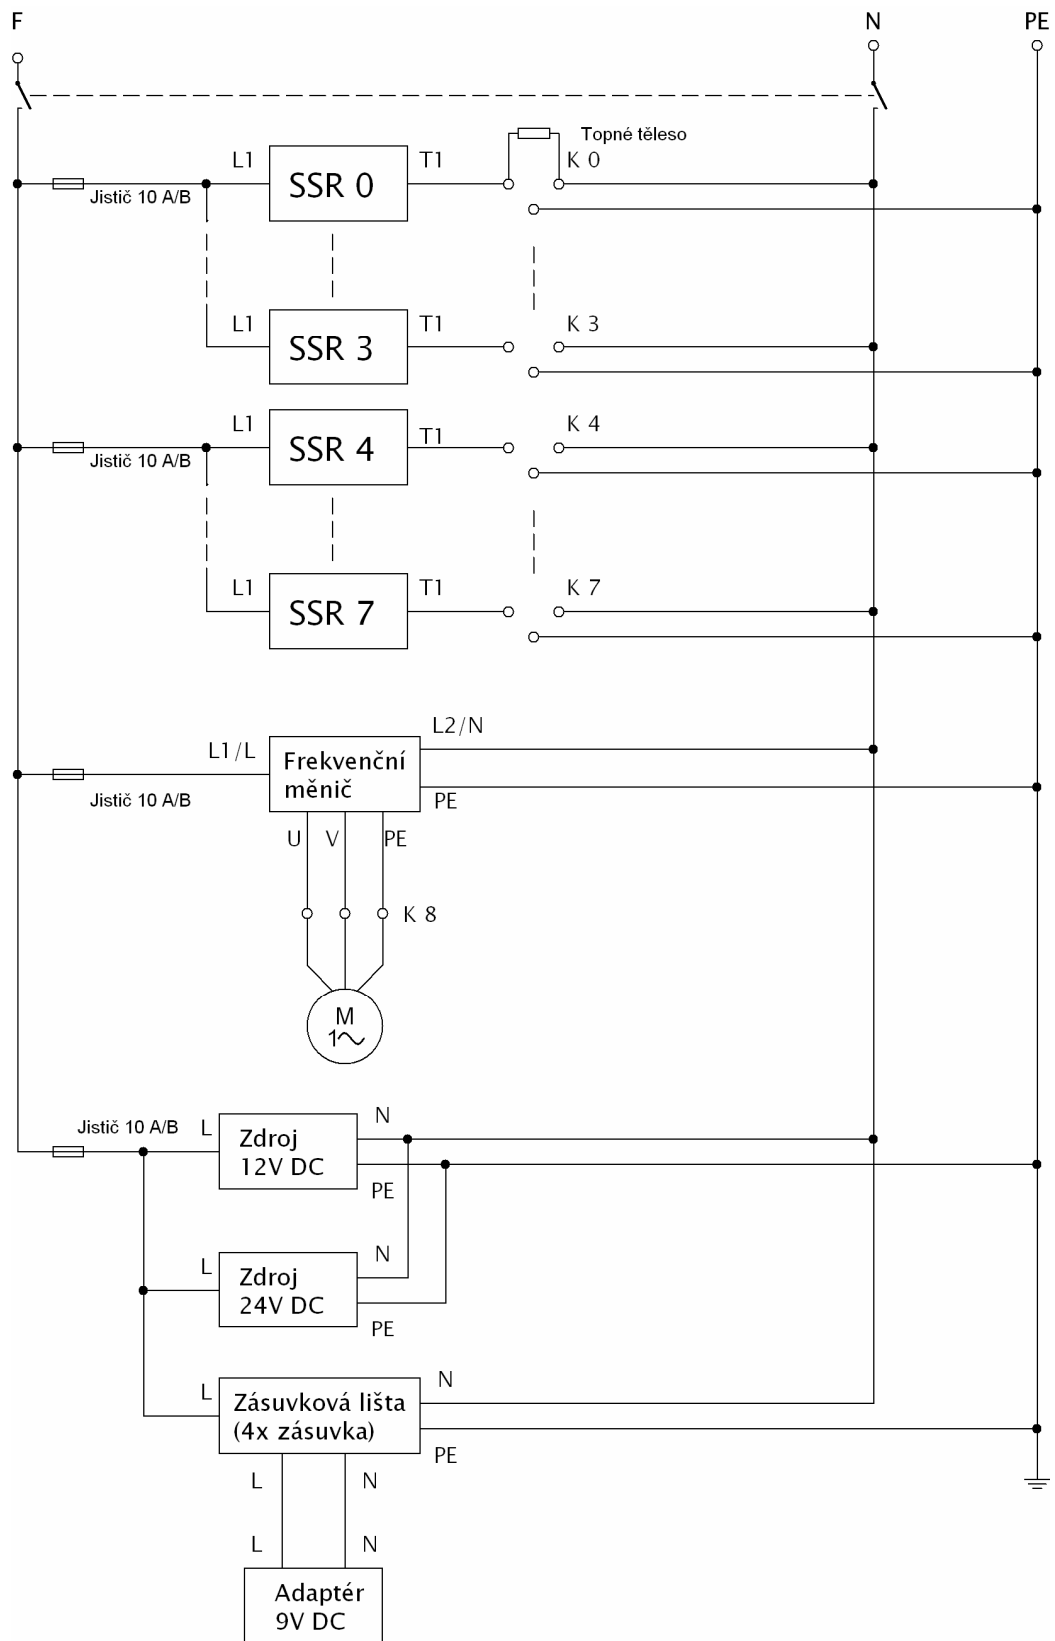 F N PE
Topné těleso
L1 SSR 0 T1 K 0
Jistič 10 A/B
L1 SSR 3 T1 K 3
L1 SSR 4 T1 K 4
Jistič 10 A/B
L1 SSR 7 T1 K 7
L2/N
L1/L Frekvenční
měnič
Jistič 10 A/B PE
U V PE
K 8
M
1~
Jistič 10 A/B L N
Zdroj
12V DC
PE
L N
Zdroj
24V DC
PE
L N
Zásuvková lišta
(4x zásuvka)
PE
L N
L N
Adaptér
9V DC